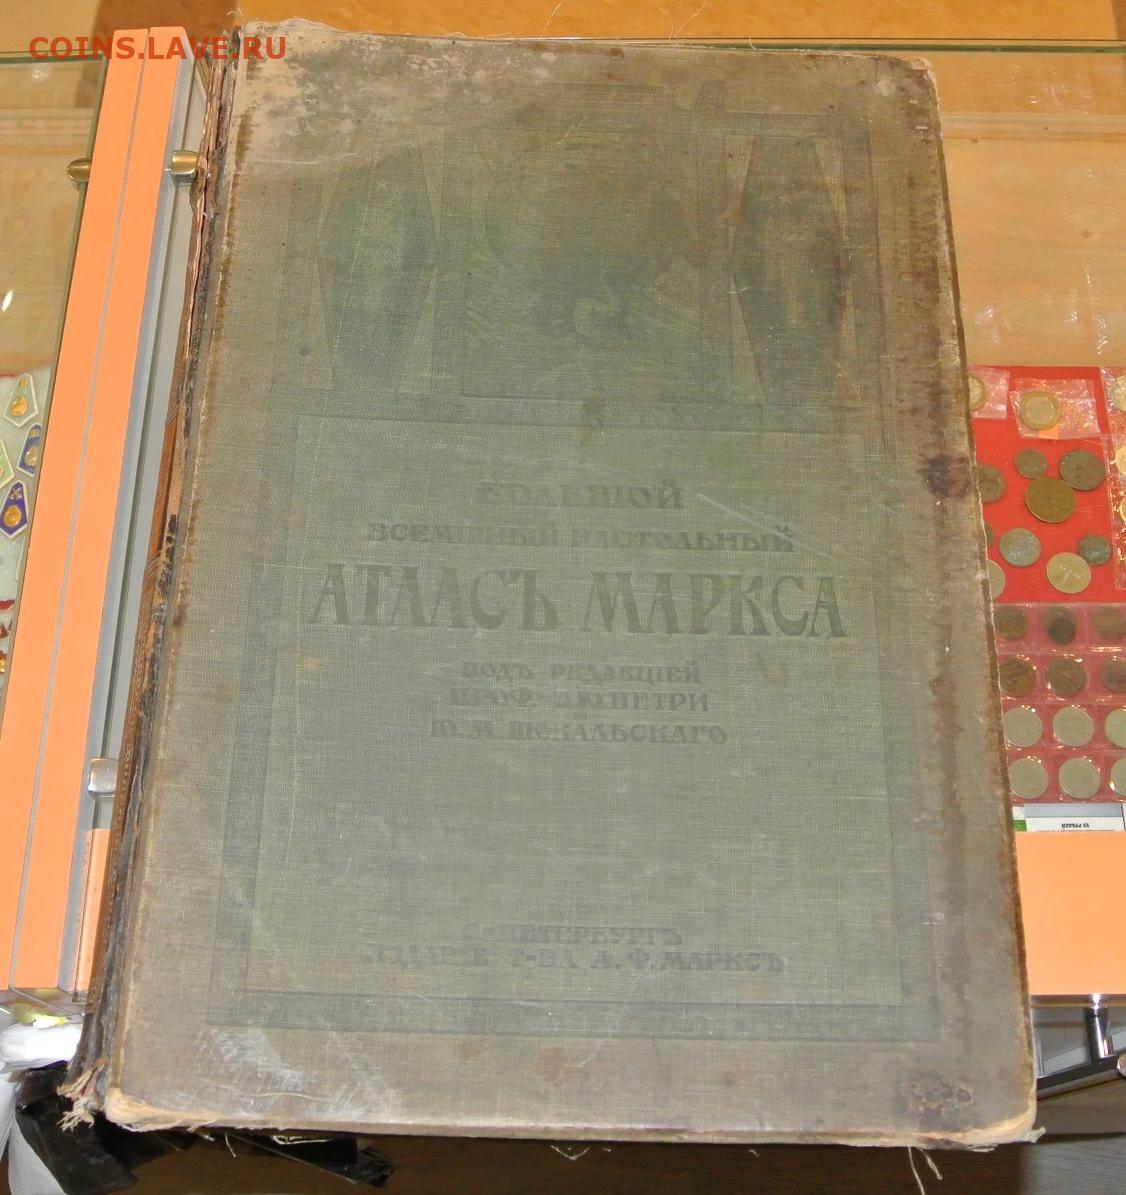 COINS.LAVE.RU
БОЛЬШОЙ
ВСЕМІРНЫЙ НАСТОЛЬНЫЙ
АТЛАСЪ МАРКСА
ПОДЪ РЕДАКЦІЕЙ
ПРОФ. Э.Ю. ПЕТРИ
Ю. М. ШОКАЛЬСКАГО
С. ПЕТЕРБУРГЪ
ИЗДАНІЕ Т-ВА А. Ф. МАРКСЪ